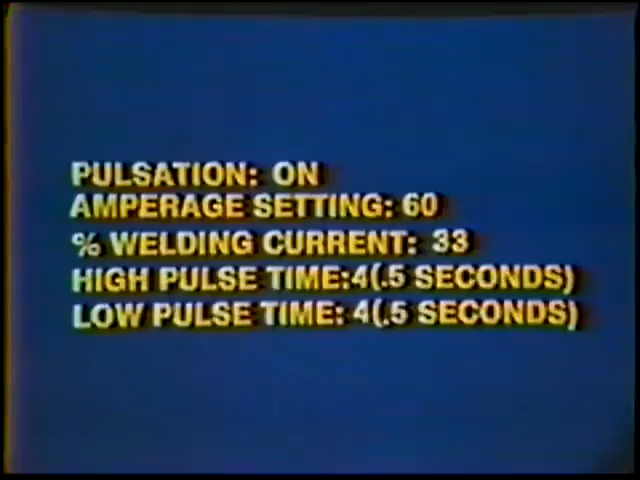 PULSATION: ON
AMPERAGE SETTING: 60
% WELDING CURRENT: 33
HIGH PULSE TIME:4(.5 SECONDS)
LOW PULSE TIME: 4(.5 SECONDS)